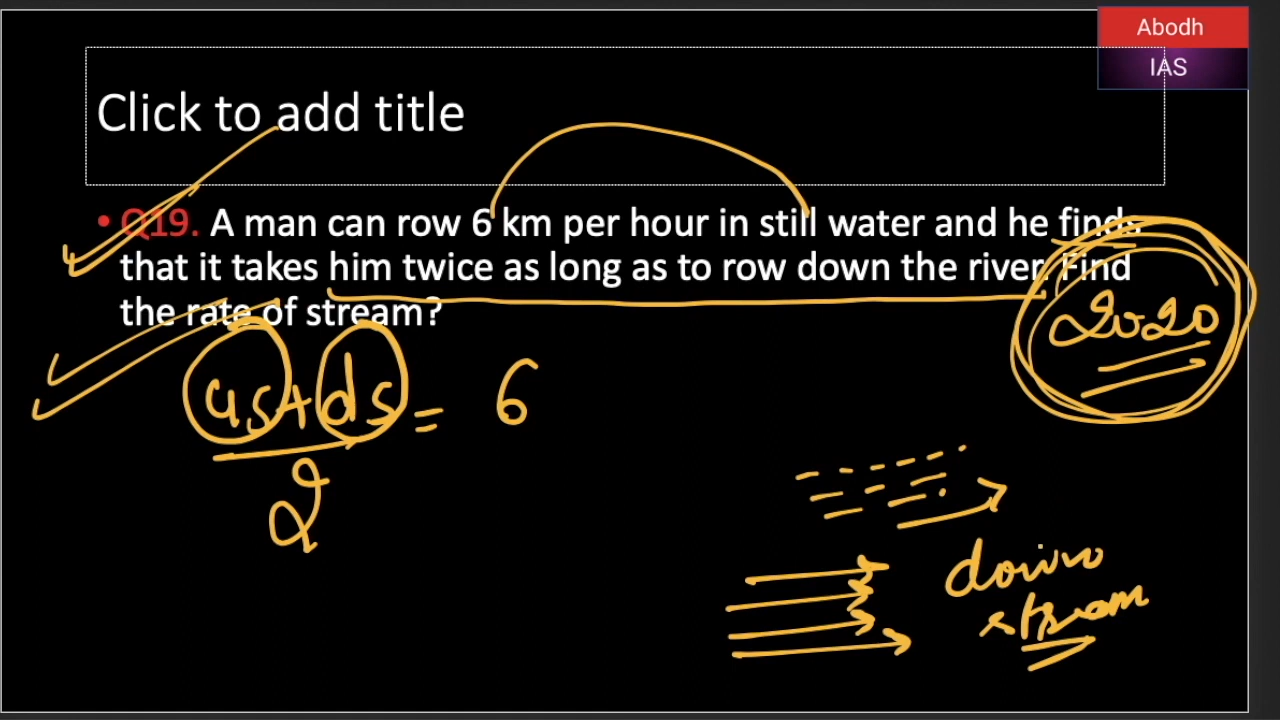 Abodh
IAS
Click to add title
• Q19. A man can row 6 km per hour in still water and he finds
that it takes him twice as long as to row down the river. Find
the rate of stream?
2020
us+ds = 6
2
down
stream